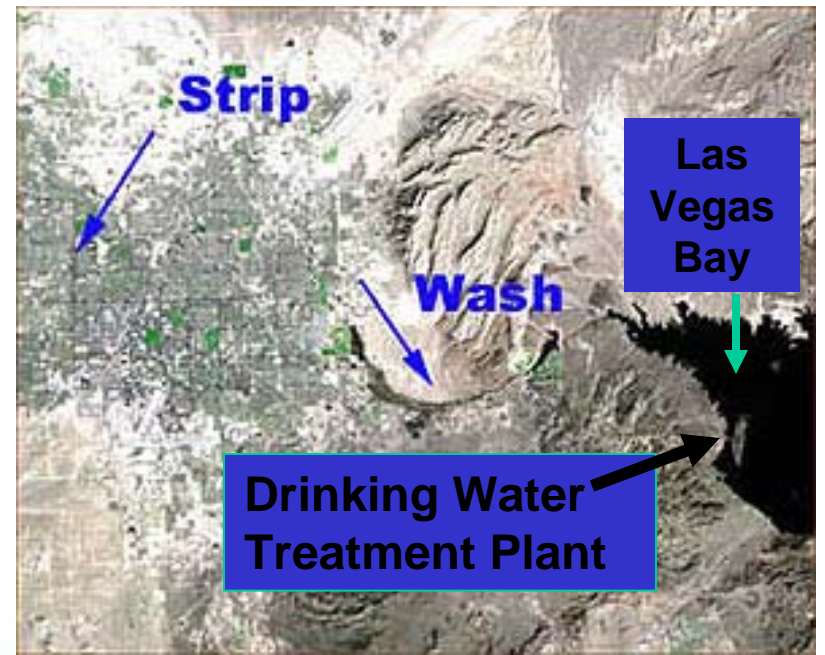 Strip
Las
Vegas
Bay
Wash
Drinking Water
Treatment Plant